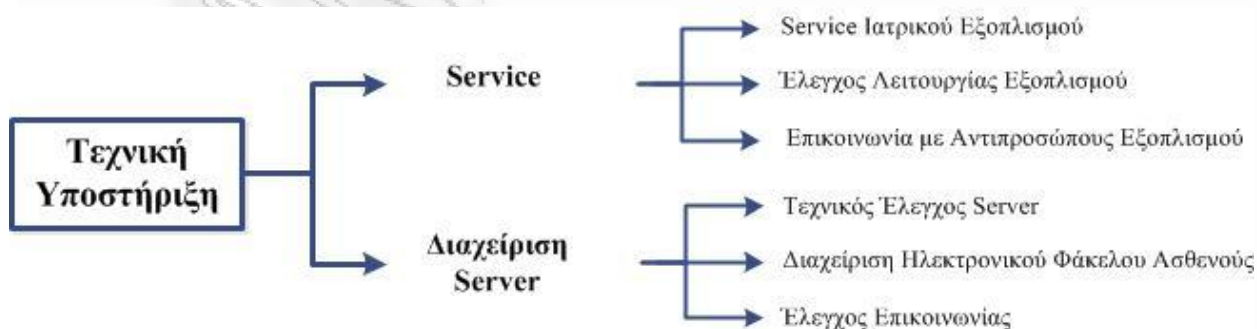 Τεχνική
Υποστήριξη
Service
Service Ιατρικού Εξοπλισμού
Έλεγχος Λειτουργίας Εξοπλισμού
Επικοινωνία με Αντιπροσώπους Εξοπλισμού
Διαχείριση
Server
Τεχνικός Έλεγχος Server
Διαχείριση Ηλεκτρονικού Φάκελου Ασθενούς
Έλεγχος Επικοινωνίας